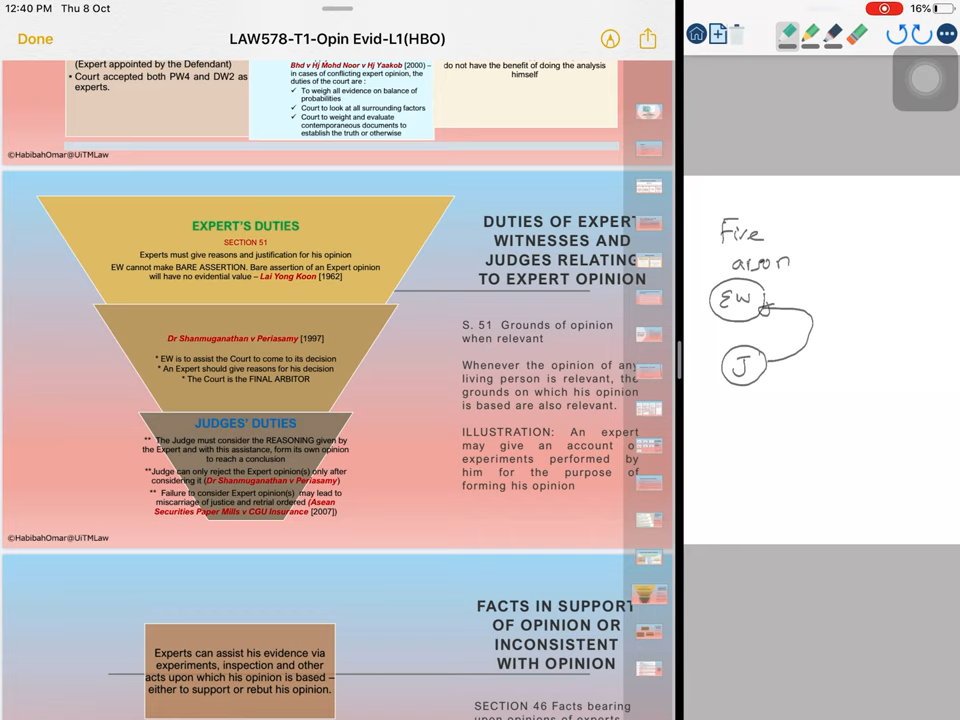 12:40 PM Thu 8 Oct
16%
Done
LAW578-T1-Opin Evid-L1(HBO)
(Expert appointed by the Defendant)
• Court accepted both PW4 and DW2 as
experts.
Bhd v Hj Mohd Noor v Hj Yaakob [2000) –
in cases of conflicting expert opinion, the
duties of the court are :
✓ To weigh all evidence on balance of
probabilities
✓ Court to look at all surrounding factors
✓ Court to weight and evaluate
contemporaneous documents to
establish the truth or otherwise
do not have the benefit of doing the analysis
himself
©HabibahOmar@UiTMLaw
EXPERT'S DUTIES
SECTION 51
Experts must give reasons and justification for his opinion
EW cannot make BARE ASSERTION. Bare assertion of an Expert opinion
will have no evidential value – Lai Yong Koon [1962]
Dr Shanmuganathan v Periasamy [1997]
* EW is to assist the Court to come to its decision
* An Expert should give reasons for his decision
* The Court is the FINAL ARBITOR
JUDGES' DUTIES
** The Judge must consider the REASONING given by
the Expert and with this assistance, form its own opinion
to reach a conclusion
**Judge can only reject the Expert opinion(s) only after
considering it (Dr Shanmuganathan v Periasamy)
** Failure to consider Expert opinion(s) may lead to
miscarriage of justice and retrial ordered (Asean
Securities Paper Mills v CGU Insurance [2007])
DUTIES OF EXPERT
WITNESSES AND
JUDGES RELATING
TO EXPERT OPINION
S. 51 Grounds of opinion
when relevant
Whenever the opinion of any
living person is relevant, the
grounds on which his opinion
is based are also relevant.
ILLUSTRATION: An expert
may give an account of
experiments performed by
him for the purpose of
forming his opinion
©HabibahOmar@UiTMLaw
Experts can assist his evidence via
experiments, inspection and other
acts upon which his opinion is based –
either to support or rebut his opinion.
FACTS IN SUPPORT
OF OPINION OR
INCONSISTENT
WITH OPINION
SECTION 46 Facts bearing
upon opinions of experts
Fire
arson
EW
J